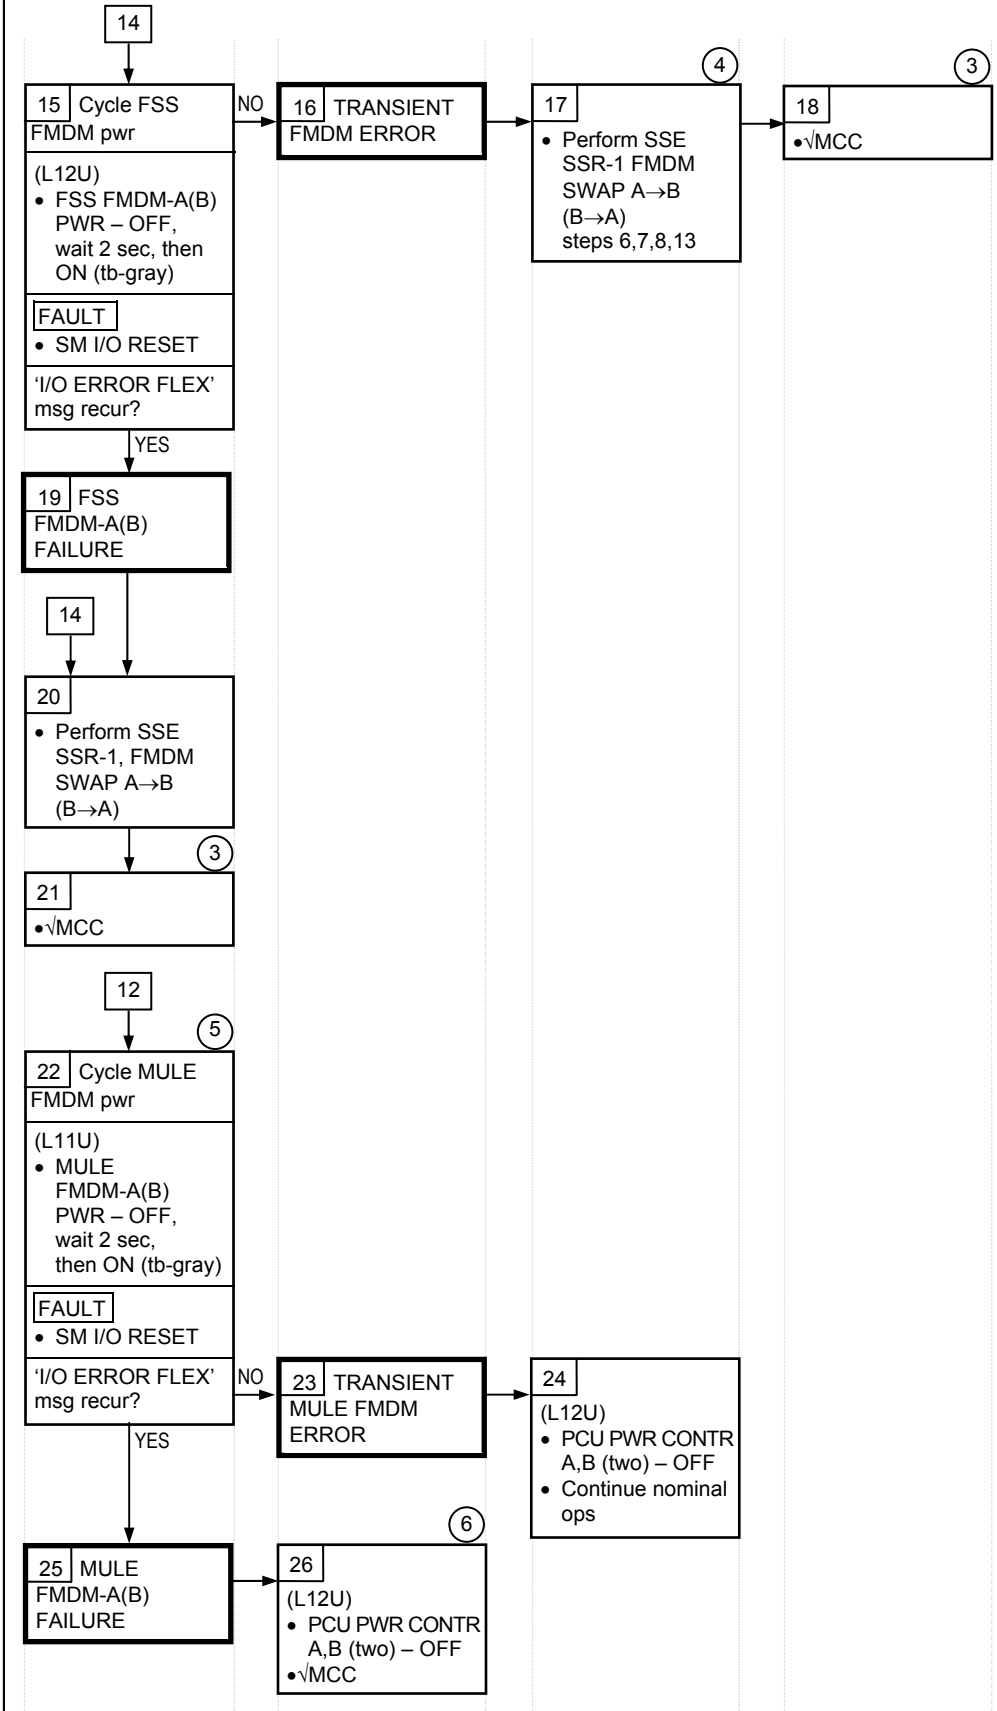 14
15 Cycle FSS
FMDM pwr
(L12U)
• FSS FMDM-A(B)
PWR – OFF,
wait 2 sec, then
ON (tb-gray)
FAULT
• SM I/O RESET
‘I/O ERROR FLEX’
msg recur?
NO
16 TRANSIENT
FMDM ERROR
4
17
• Perform SSE
SSR-1 FMDM
SWAP A→B
(B→A)
steps 6,7,8,13
3
18
•√MCC
YES
19 FSS
FMDM-A(B)
FAILURE
14
20
• Perform SSE
SSR-1, FMDM
SWAP A→B
(B→A)
3
21
•√MCC
12
5
22 Cycle MULE
FMDM pwr
(L11U)
• MULE
FMDM-A(B)
PWR – OFF,
wait 2 sec,
then ON (tb-gray)
FAULT
• SM I/O RESET
‘I/O ERROR FLEX’
msg recur?
NO
23 TRANSIENT
MULE FMDM
ERROR
24
(L12U)
• PCU PWR CONTR
A,B (two) – OFF
• Continue nominal
ops
YES
25 MULE
FMDM-A(B)
FAILURE
6
26
(L12U)
• PCU PWR CONTR
A,B (two) – OFF
•√MCC